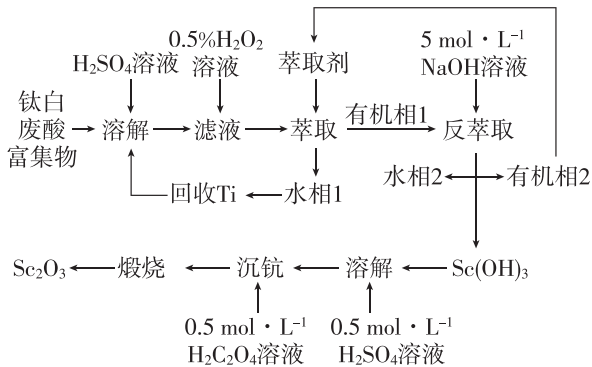 0.5%H₂O₂
H₂SO₄溶液 溶液 萃取剂
5 mol·L⁻¹
NaOH溶液
钛白
废酸
富集物
溶解 滤液 萃取 有机相1 反萃取
回收Ti 水相1 水相2 有机相2
Sc₂O₃ 煅烧 沉钪 溶解 Sc(OH)₃
0.5 mol·L⁻¹ 0.5 mol·L⁻¹
H₂C₂O₄溶液 H₂SO₄溶液